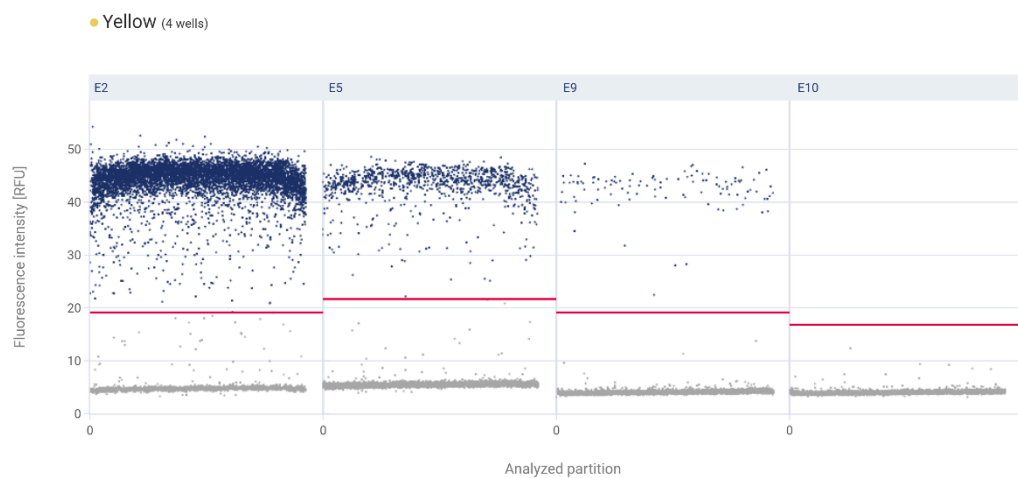 Yellow (4 wells)
E2 E5 E9 E10
50
40
30
20
10
0
0 0 0 0
Fluorescence intensity [RFU]
Analyzed partition